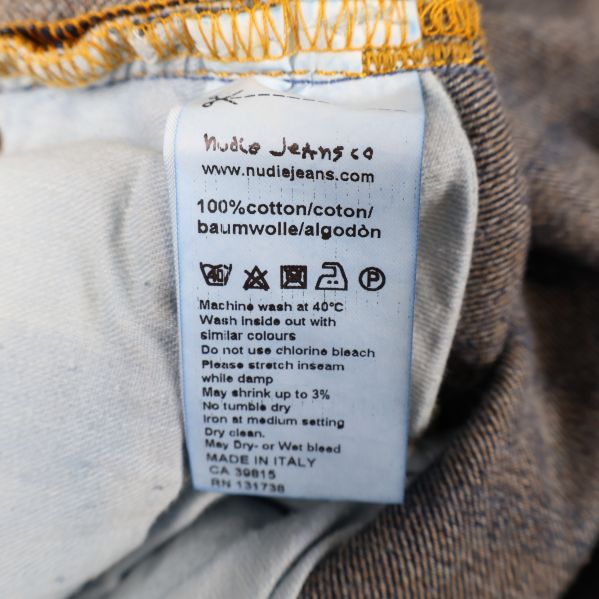 nudie jeans co
www.nudiejeans.com
100%cotton/coton/
baumwolle/algodòn
40
P
Machine wash at 40°C
Wash inside out with
similar colours
Do not use chlorine bleach
Please stretch inseam
while damp
May shrink up to 3%
No tumble dry
Iron at medium setting
Dry clean.
May Dry- or Wet bleed
MADE IN ITALY
CA 39815
RN 131738